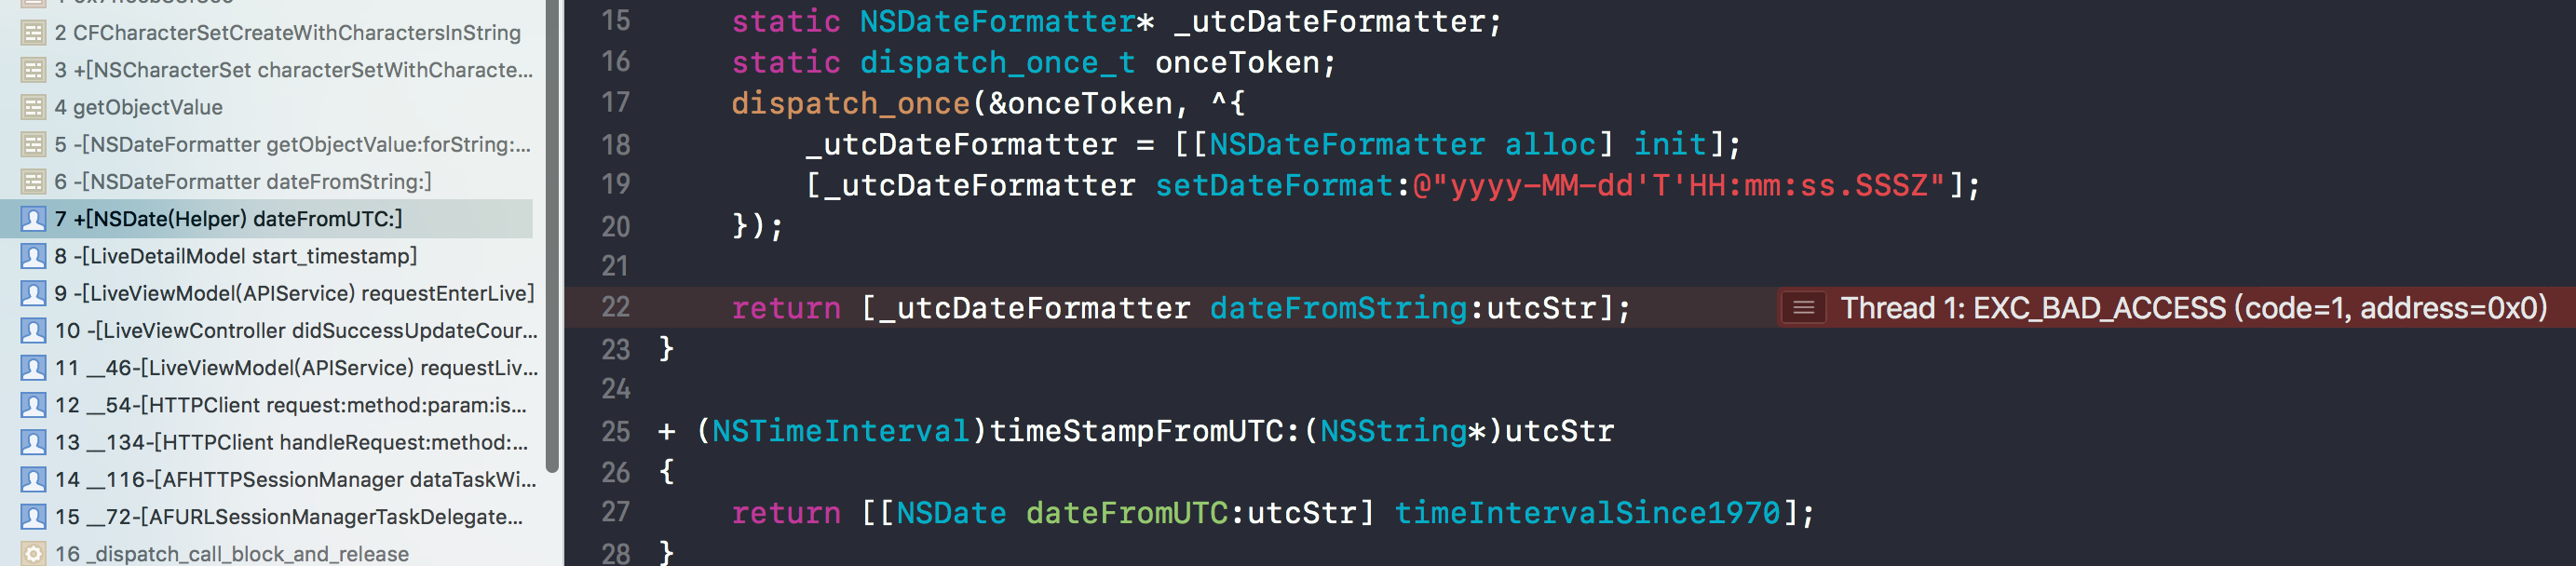 2 CFCharacterSetCreateWithCharactersInString
3 +[NSCharacterSet characterSetWithCharacte...
4 getObjectValue
5 -[NSDateFormatter getObjectValue:forString:...
6 -[NSDateFormatter dateFromString:]
7 +[NSDate(Helper) dateFromUTC:]
8 -[LiveDetailModel start_timestamp]
9 -[LiveViewModel(APIService) requestEnterLive]
10 -[LiveViewController didSuccessUpdateCour...
11 __46-[LiveViewModel(APIService) requestLiv...
12 __54-[HTTPClient request:method:param:is...
13 __134-[HTTPClient handleRequest:method:...
14 __116-[AFHTTPSessionManager dataTaskWi...
15 __72-[AFURLSessionManagerTaskDelegate...
16 _dispatch_call_block_and_release
15 static NSDateFormatter* _utcDateFormatter;
16 static dispatch_once_t onceToken;
17 dispatch_once(&onceToken, ^{
18 _utcDateFormatter = [[NSDateFormatter alloc] init];
19 [_utcDateFormatter setDateFormat:@"yyyy-MM-dd'T'HH:mm:ss.SSSZ"];
20 });
21
22 return [_utcDateFormatter dateFromString:utcStr]; Thread 1: EXC_BAD_ACCESS (code=1, address=0x0)
23 }
24
25 + (NSTimeInterval)timeStampFromUTC:(NSString*)utcStr
26 {
27 return [[NSDate dateFromUTC:utcStr] timeIntervalSince1970];
28 }